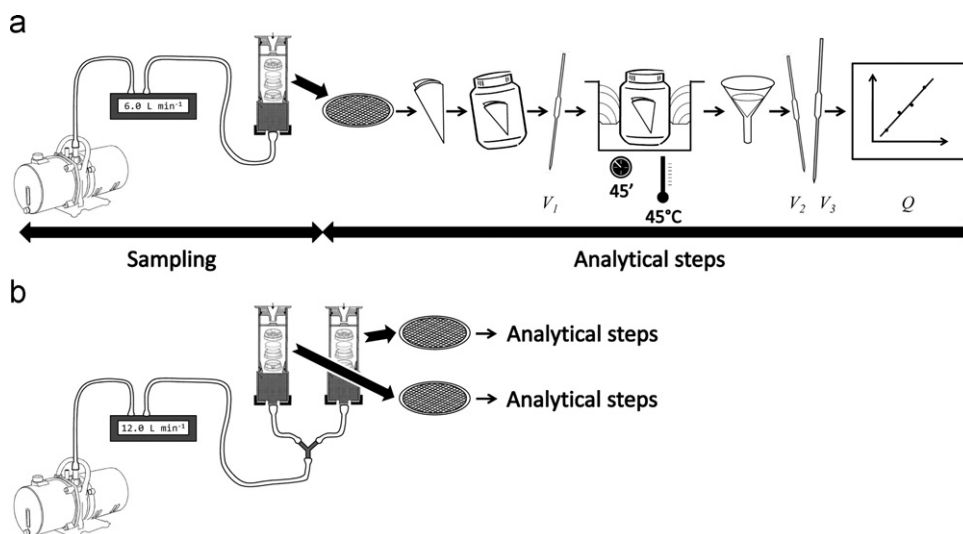 a
6.0 L min⁻¹
45’
45°C
V₁
V₂
V₃
Q
Sampling
Analytical steps
b
Analytical steps
Analytical steps
12.0 L min⁻¹